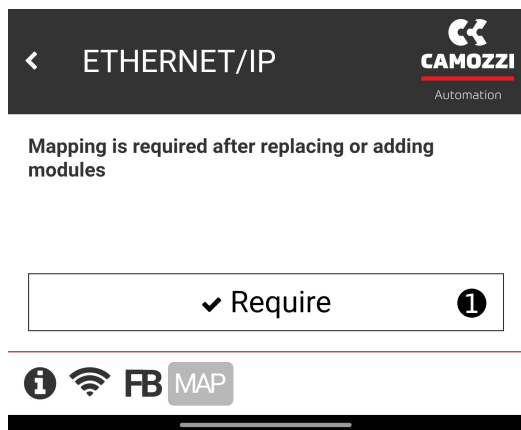 ETHERNET/IP
CAMOZZI
Automation
Mapping is required after replacing or adding
modules
Require
1
FB MAP